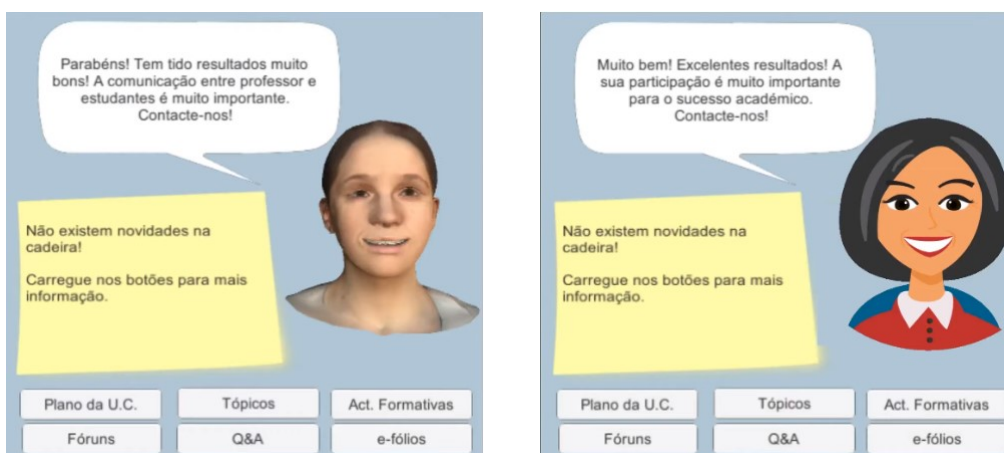 Parabéns! Tem tido resultados muito
bons! A comunicação entre professor e
estudantes é muito importante.
Contacte-nos!
Não existem novidades na
cadeira!
Carregue nos botões para mais
informação.
Plano da U.C.
Tópicos
Act. Formativas
Fóruns
Q&A
e-fólios
Muito bem! Excelentes resultados! A
sua participação é muito importante
para o sucesso académico.
Contacte-nos!
Não existem novidades na
cadeira!
Carregue nos botões para mais
informação.
Plano da U.C.
Tópicos
Act. Formativas
Fóruns
Q&A
e-fólios